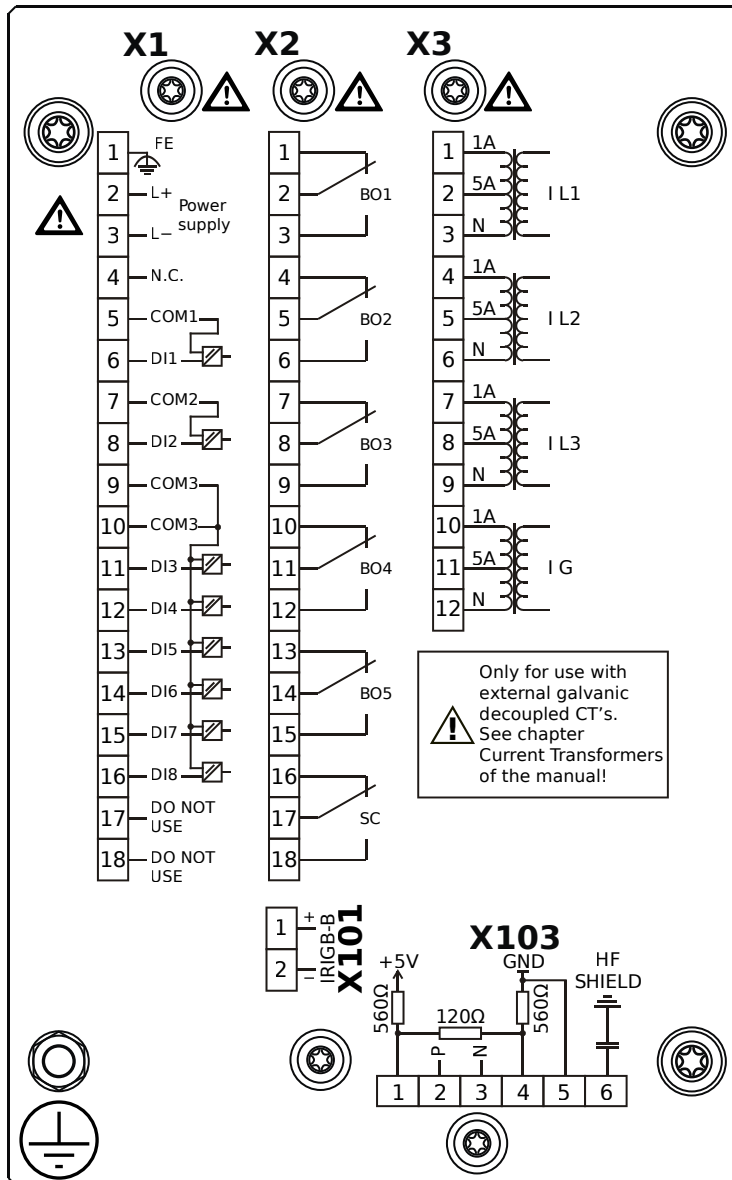 X1 X2 X3
1 FE
2 L+ Power
3 L− supply
4 N.C.
5 COM1
6 DI1
7 COM2
8 DI2
9 COM3
10 COM3
11 DI3
12 DI4
13 DI5
14 DI6
15 DI7
16 DI8
17 DO NOT
USE
18 DO NOT
USE
1
2 BO1
3
4
5 BO2
6
7
8 BO3
9
10
11 BO4
12
13
14 BO5
15
16
17 SC
18
1 1A
2 5A I L1
3 N
4 1A
5 5A I L2
6 N
7 1A
8 5A I L3
9 N
10 1A
11 5A I G
12 N
Only for use with
external galvanic
decoupled CT's.
See chapter
Current Transformers
of the manual!
1 +
2 −
IRIGB-B
X101
X103
+5V GND HF
SHIELD
560Ω 120Ω 560Ω
P N
1 2 3 4 5 6